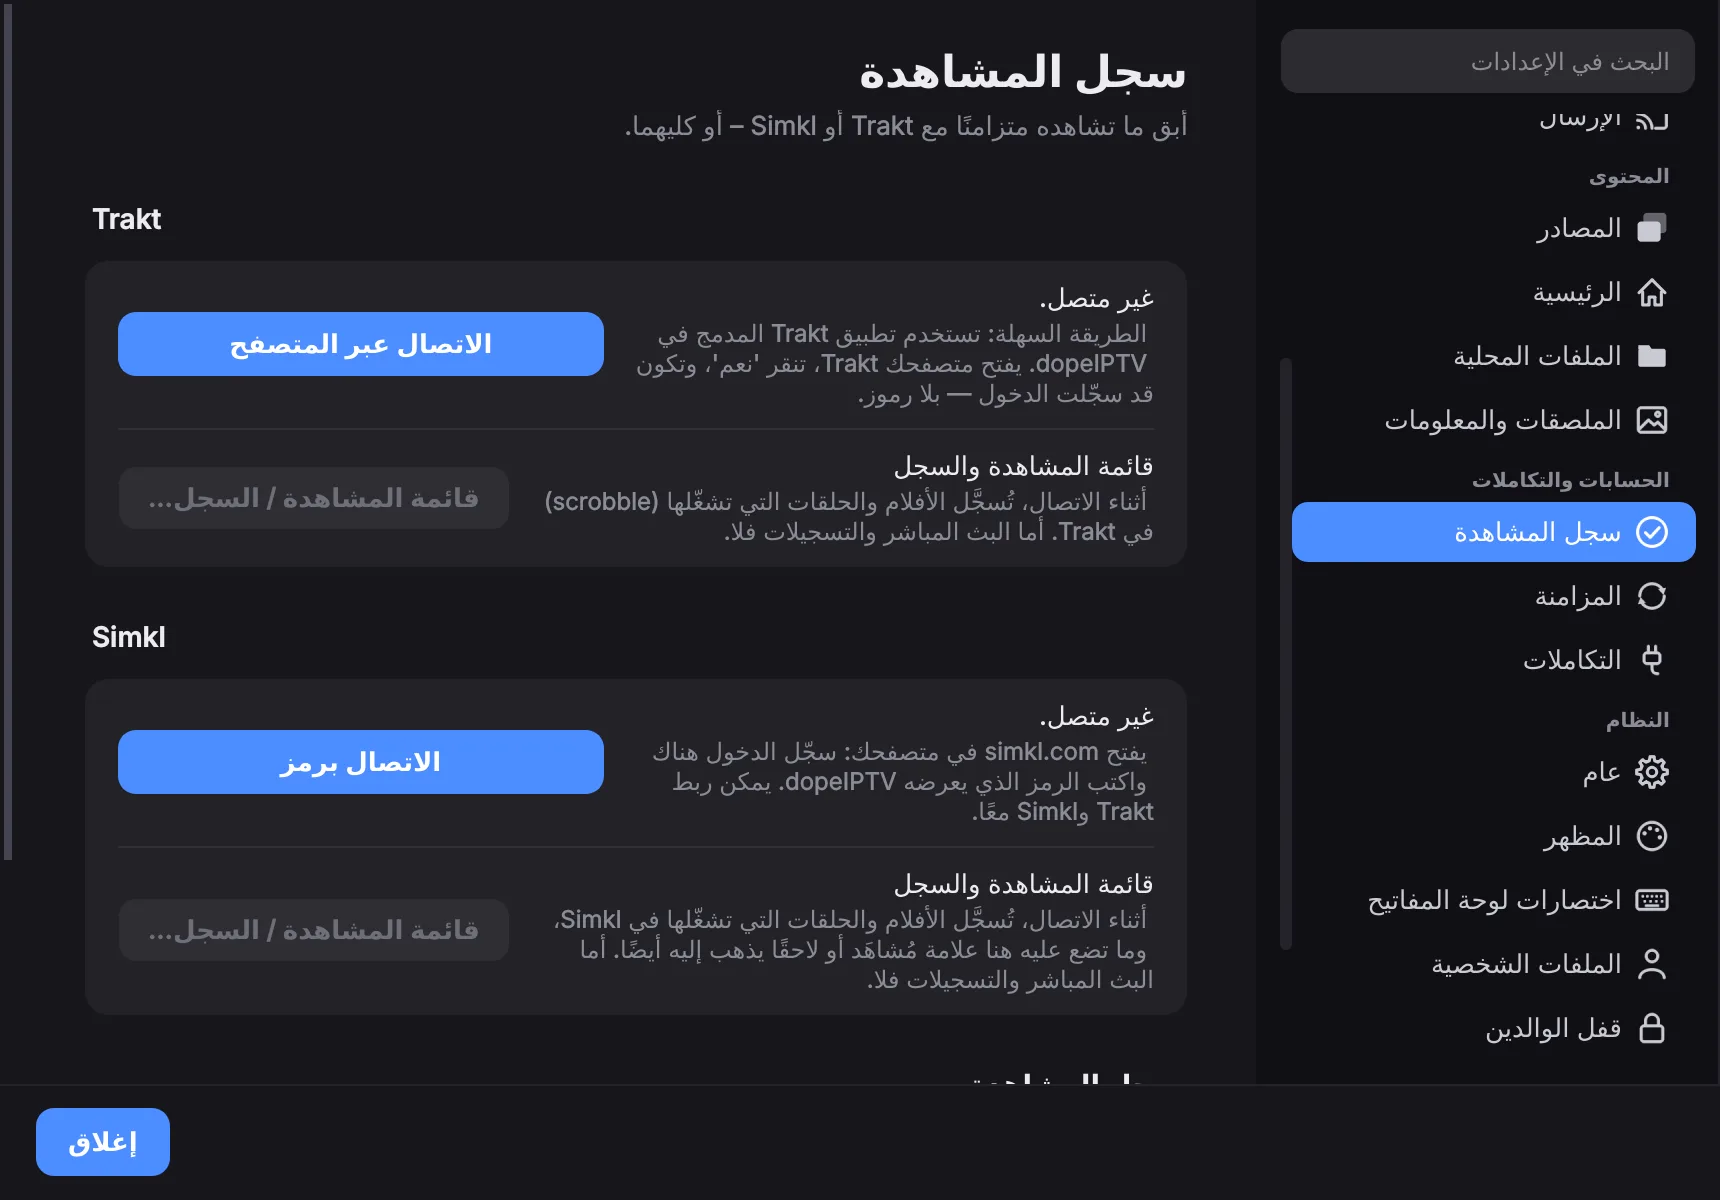 البحث في الإعدادات
الإرسال
المحتوى
المصادر
الرئيسية
الملفات المحلية
الملصقات والمعلومات
الحسابات والتكاملات
سجل المشاهدة
المزامنة
التكاملات
النظام
عام
المظهر
اختصارات لوحة المفاتيح
الملفات الشخصية
قفل الوالدين
سجل المشاهدة
أبق ما تشاهده متزامنًا مع Trakt أو Simkl – أو كليهما.
Trakt
غير متصل.
الطريقة السهلة: تستخدم تطبيق Trakt المدمج في
dopeIPTV. يفتح متصفحك Trakt، تنقر 'نعم'، وتكون
قد سجّلت الدخول — بلا رموز.
الاتصال عبر المتصفح
قائمة المشاهدة والسجل
أثناء الاتصال، تُسجَّل الأفلام والحلقات التي تشغّلها (scrobble)
في Trakt. أما البث المباشر والتسجيلات فلا.
قائمة المشاهدة / السجل...
Simkl
غير متصل.
يفتح simkl.com في متصفحك: سجّل الدخول هناك
واكتب الرمز الذي يعرضه dopeIPTV. يمكن ربط
Trakt وSimkl معًا.
الاتصال برمز
قائمة المشاهدة والسجل
أثناء الاتصال، تُسجَّل الأفلام والحلقات التي تشغّلها في Simkl،
وما تضع عليه هنا علامة مُشاهَد أو لاحقًا يذهب إليه أيضًا. أما
البث المباشر والتسجيلات فلا.
قائمة المشاهدة / السجل...
إغلاق